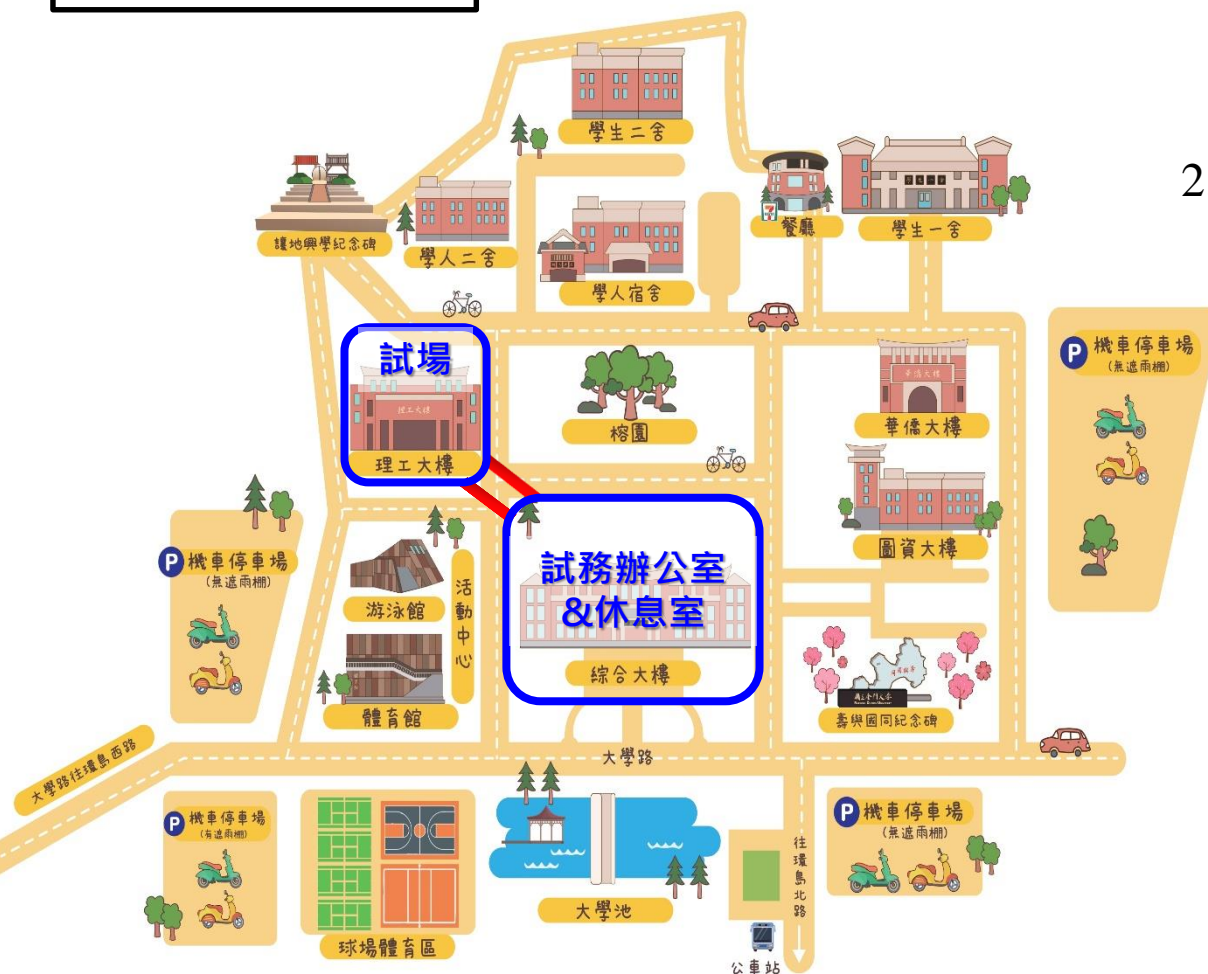 學生二舍
2
餐廳
學生一舍
讓地興學紀念碑
學人二舍
學人宿舍
試場
理工大樓
理工大樓
榕園
華僑大樓
華僑大樓
P 機車停車場
(無遮雨棚)
圖資大樓
P 機車停車場
(無遮雨棚)
游泳館
活動中心
體育館
試務辦公室
&休息室
綜合大樓
壽與國同紀念碑
大學路往環島西路
大學路
P 機車停車場
(有遮雨棚)
球場體育區
大學池
往環島北路
公車站
P 機車停車場
(無遮雨棚)